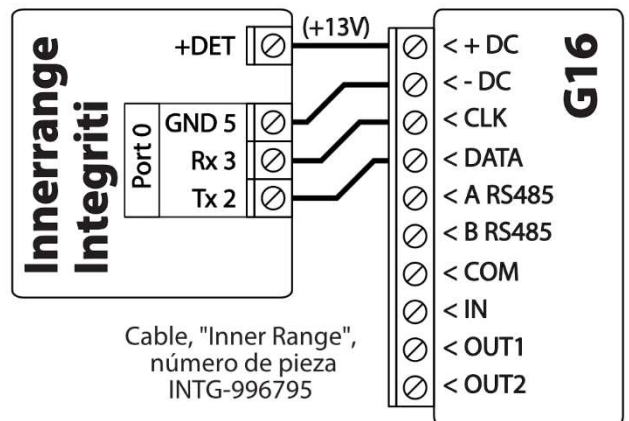 Innerrange
Integriti
+DET
(+13V)
Port 0
GND 5
Rx 3
Tx 2
G16
< + DC
< - DC
< CLK
< DATA
< A RS485
< B RS485
< COM
< IN
< OUT1
< OUT2
Cable, "Inner Range",
número de pieza
INTG-996795